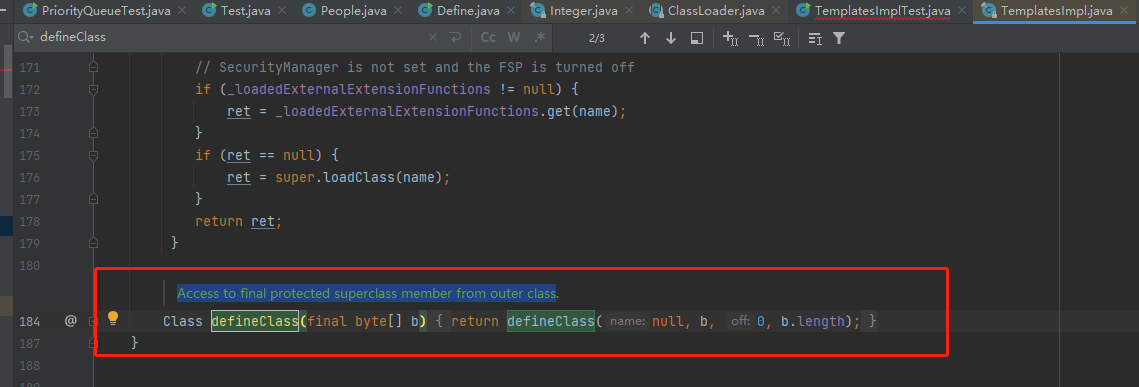 PriorityQueueTest.java × Test.java × People.java × Define.java × Integer.java × ClassLoader.java × TemplatesImplTest.java × TemplatesImpl.java ×
defineClass × Cc W .* 2/3
171 // SecurityManager is not set and the FSP is turned off
172 if (_loadedExternalExtensionFunctions != null) {
173 ret = _loadedExternalExtensionFunctions.get(name);
174 }
175 if (ret == null) {
176 ret = super.loadClass(name);
177 }
178 return ret;
179 }
180
Access to final protected superclass member from outer class.
184 @ Class defineClass(final byte[] b) { return defineClass( name: null, b, off: 0, b.length); }
187 }
188